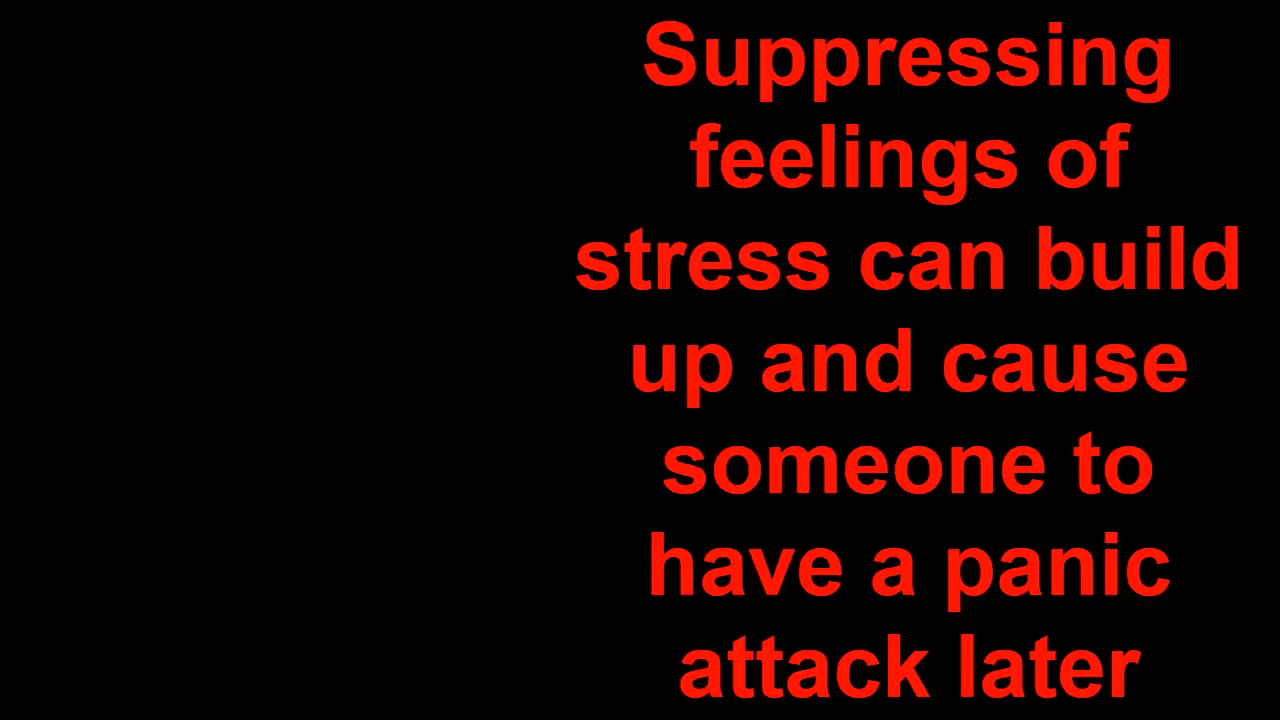 Suppressing
feelings of
stress can build
up and cause
someone to
have a panic
attack later